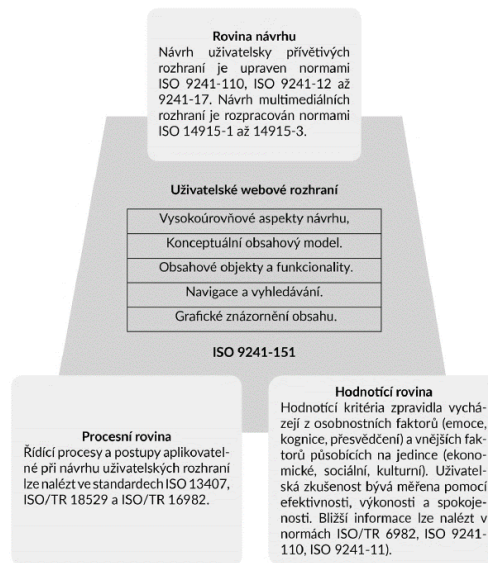 Rovina návrhu
Návrh uživatelsky přívětivých
rozhraní je upraven normami
ISO 9241-110, ISO 9241-12 až
9241-17. Návrh multimediálních
rozhraní je rozpracován normami
ISO 14915-1 až 14915-3.
Uživatelské webové rozhraní
Vysokoúrovňové aspekty návrhu,
Konceptuální obsahový model.
Obsahové objekty a funkcionality.
Navigace a vyhledávání.
Grafické znázornění obsahu.
ISO 9241-151
Procesní rovina
Řídící procesy a postupy aplikovatel-
né při návrhu uživatelských rozhraní
lze nalézt ve standardech ISO 13407,
ISO/TR 18529 a ISO 16982.
Hodnotící rovina
Hodnotící kritéria zpravidla vychá-
zejí z osobnostních faktorů (emoce,
kognice, přesvědčení) a vnějších fak-
torů působících na jedince (ekono-
mické, sociální, kulturní). Uživatel-
ská zkušenost bývá měřena pomocí
efektivnosti, výkonosti a spokoje-
nosti. Bližší informace lze nalézt v
normách ISO/TR 6982, ISO 9241-
110, ISO 9241-11).